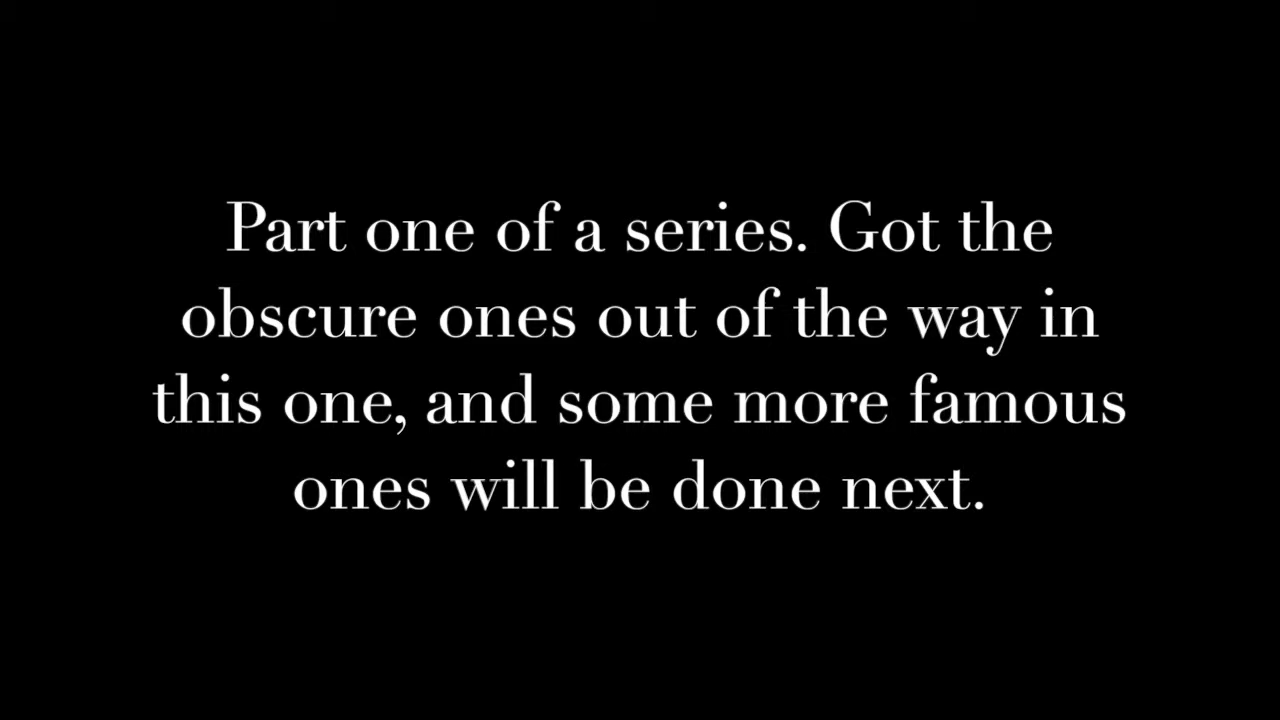 Part one of a series. Got the
obscure ones out of the way in
this one, and some more famous
ones will be done next.